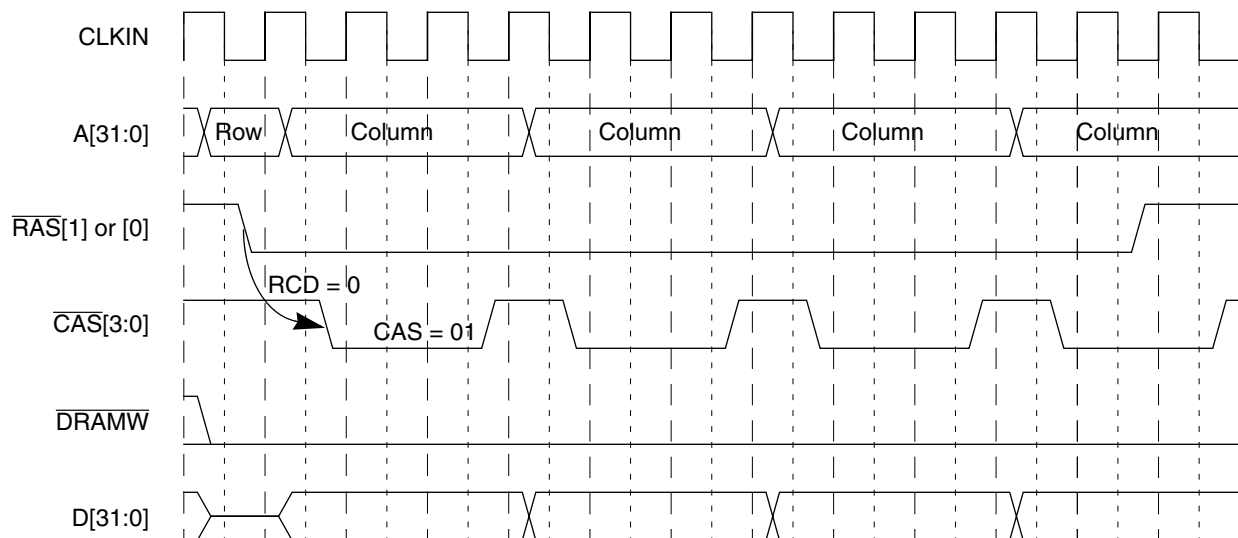 CLKIN
A[31:0] Row Column Column Column Column
RAS[1] or [0]
RCD = 0
CAS[3:0] CAS = 01
DRAMW
D[31:0]